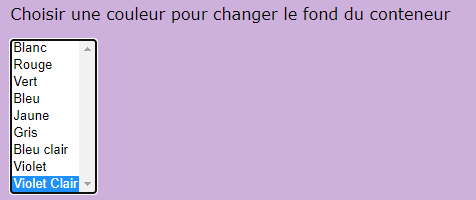 Choisir une couleur pour changer le fond du conteneur
Blanc
Rouge
Vert
Bleu
Jaune
Gris
Bleu clair
Violet
Violet Clair